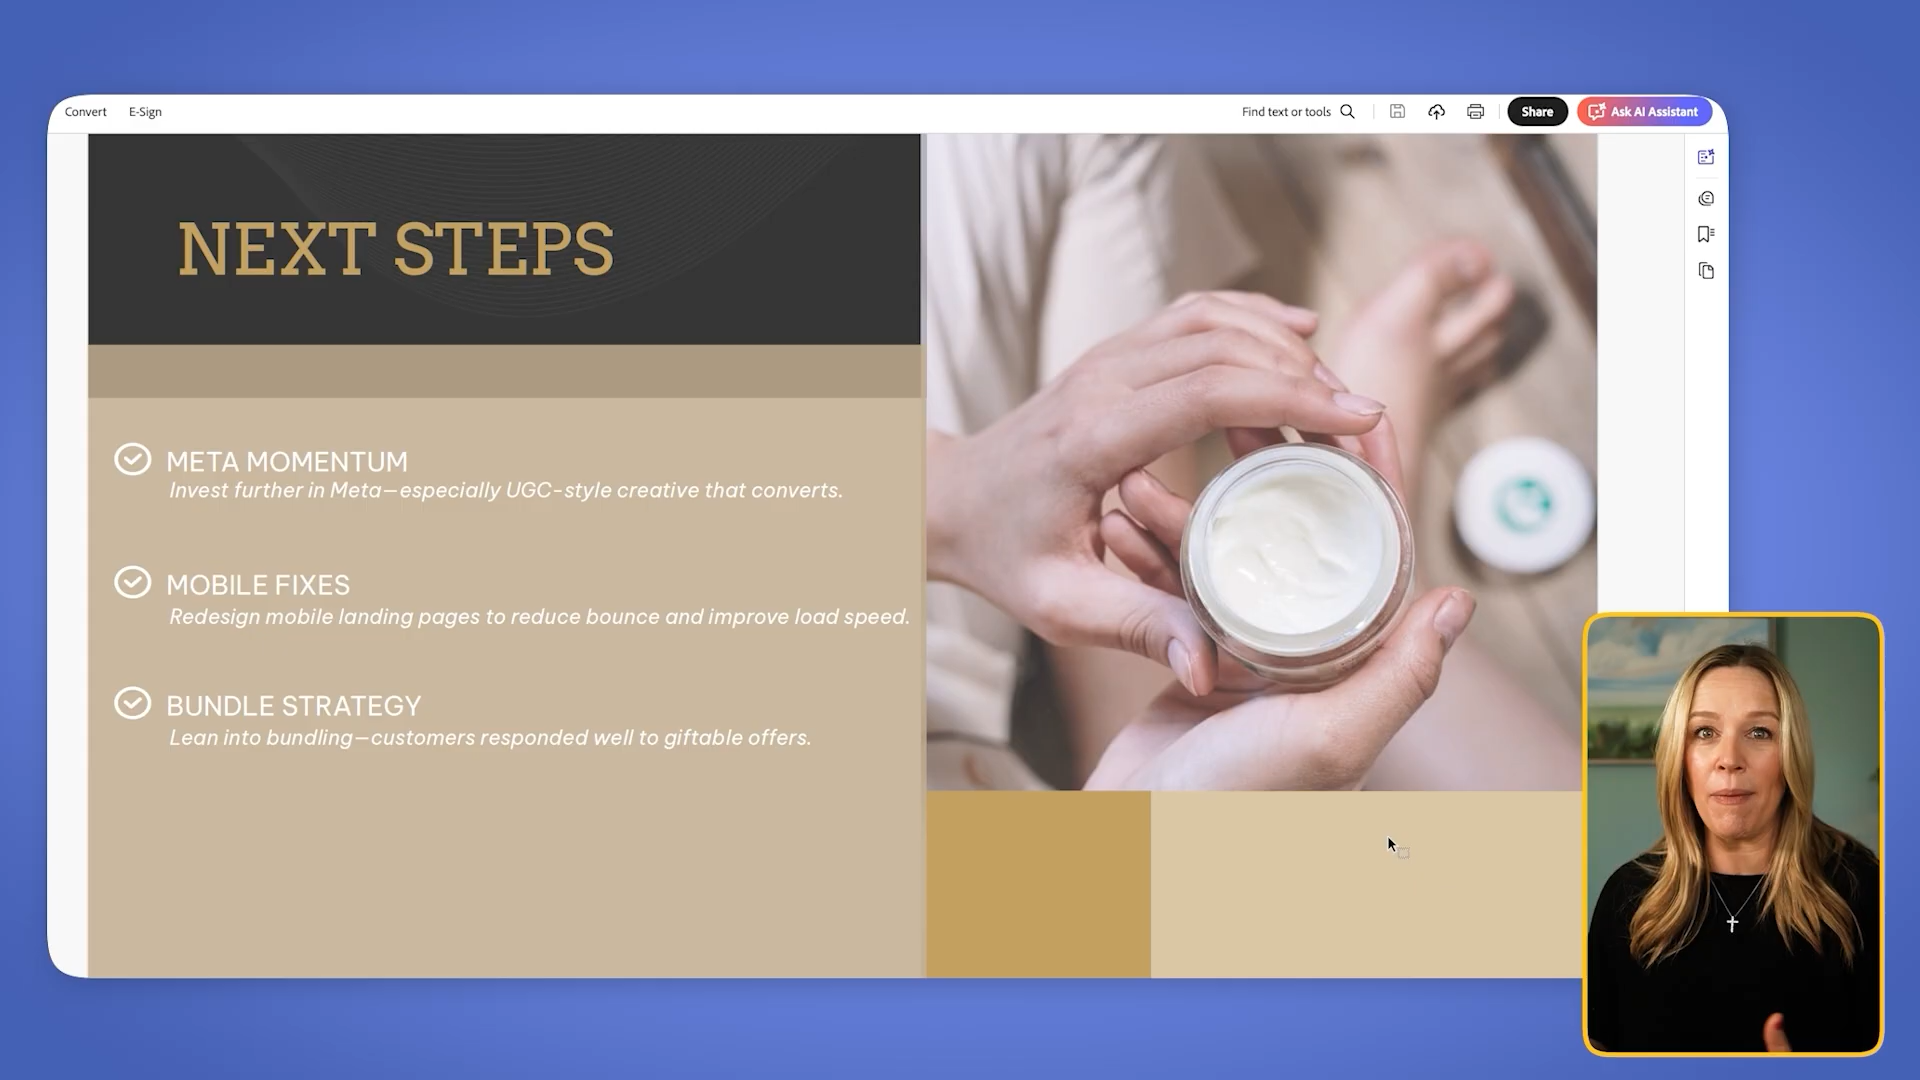 Convert E-Sign Find text or tools Share Ask AI Assistant
NEXT STEPS
META MOMENTUM
Invest further in Meta—especially UGC-style creative that converts.
MOBILE FIXES
Redesign mobile landing pages to reduce bounce and improve load speed.
BUNDLE STRATEGY
Lean into bundling—customers responded well to giftable offers.